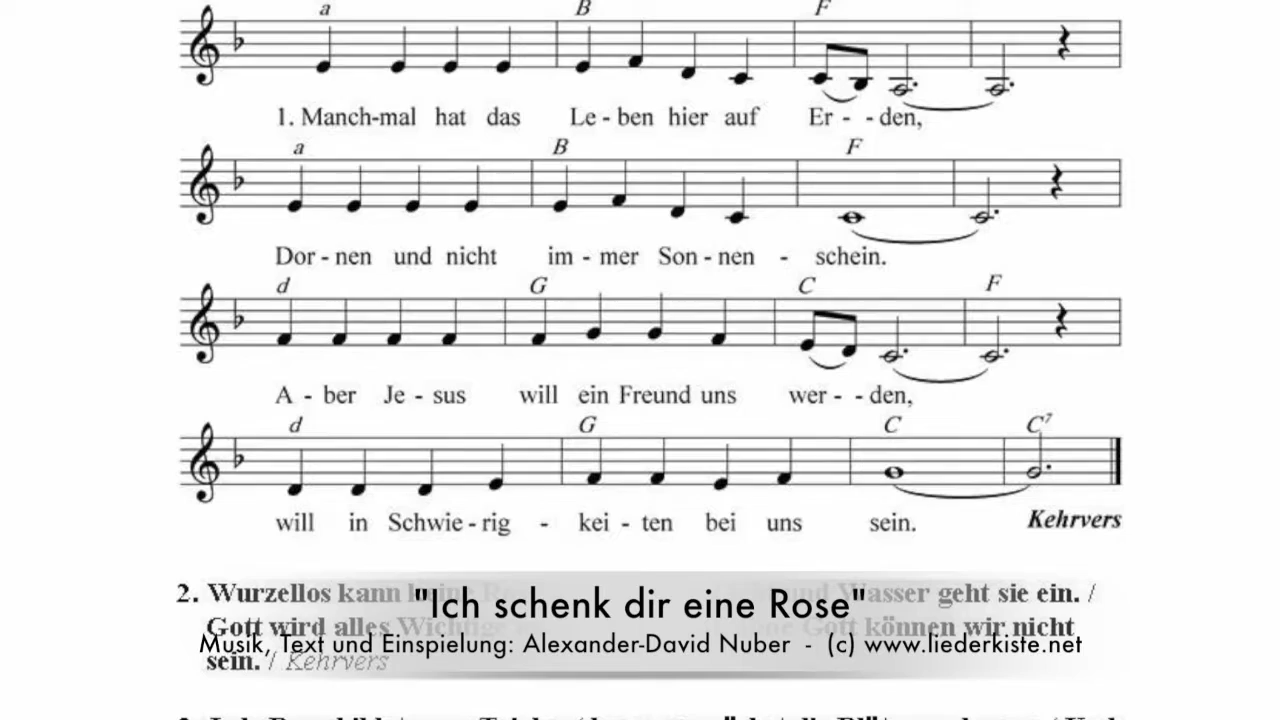 a B F
1. Manch-mal hat das Le - ben hier auf Er - - den,
a B F
Dor - nen und nicht im - mer Son - nen - schein.
d G C F
A - ber Je - sus will ein Freund uns wer - - den,
d G C C7
will in Schwie - rig - kei - ten bei uns sein. Kehrvers
2. Wurzellos kann und Wasser geht sie ein. /
"Ich schenk dir eine Rose"
Gott wird alles Gott können wir nicht
Musik, Text und Einspielung: Alexander-David Nuber - (c) www.liederkiste.net
sein. / Kehrvers